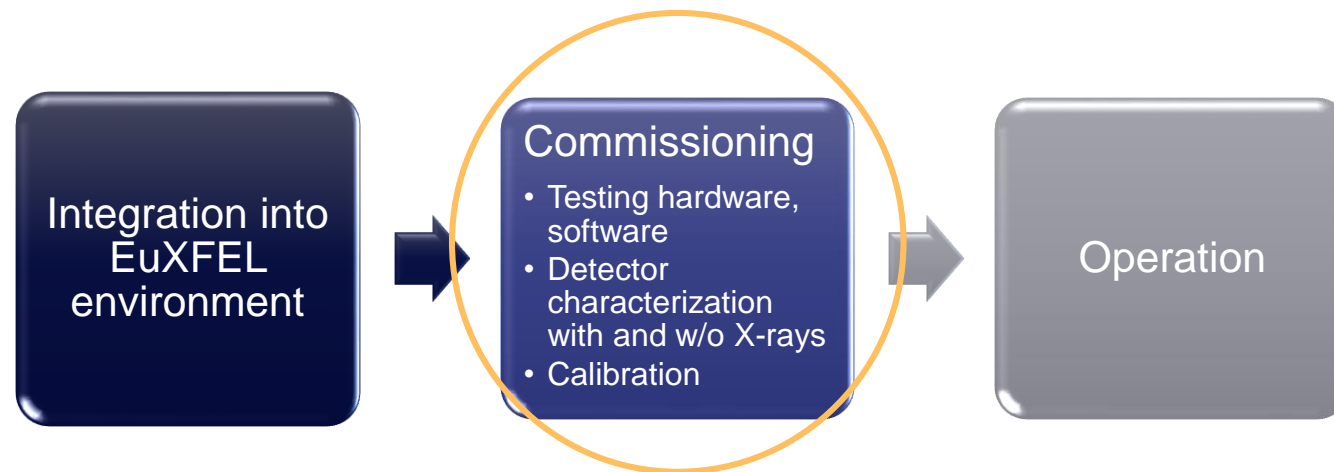 Integration into
EuXFEL
environment
Commissioning
• Testing hardware,
software
• Detector
characterization
with and w/o X-rays
• Calibration
Operation